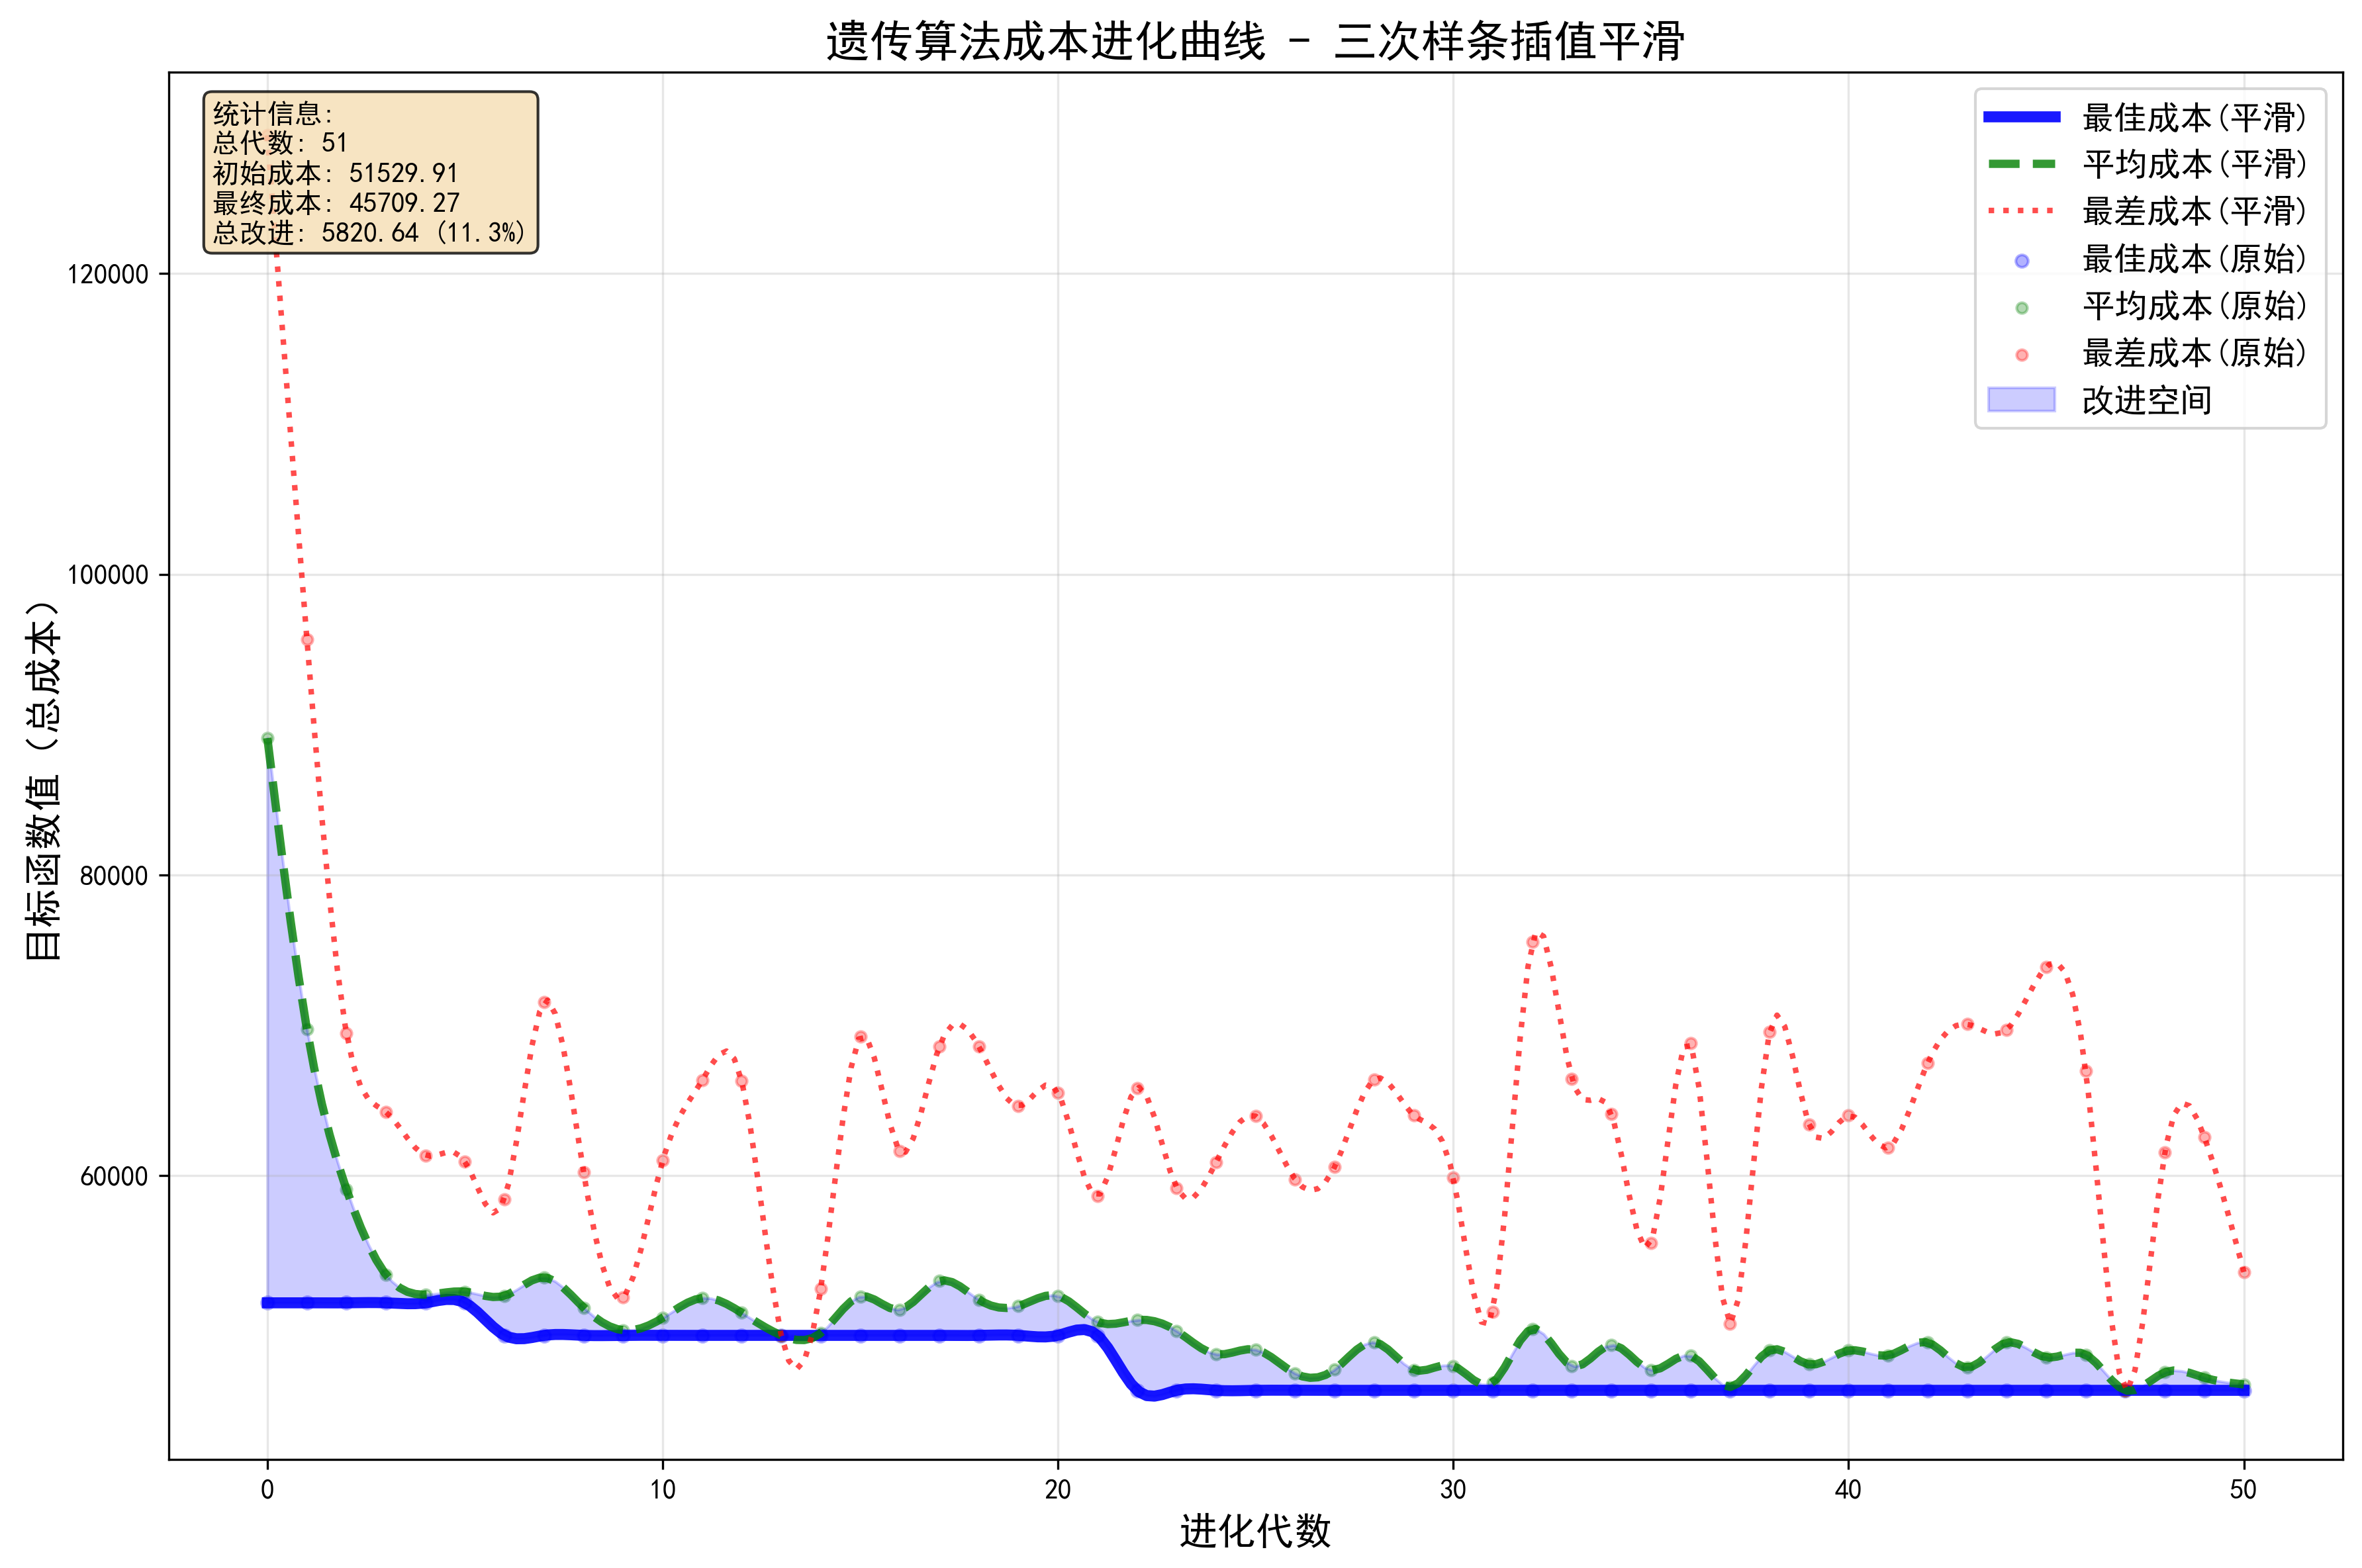 遗传算法成本进化曲线 - 三次样条插值平滑
统计信息:
总代数: 51
初始成本: 51529.91
最终成本: 45709.27
总改进: 5820.64 (11.3%)
最佳成本(平滑)
平均成本(平滑)
最差成本(平滑)
最佳成本(原始)
平均成本(原始)
最差成本(原始)
改进空间
目标函数值 (总成本)
120000
100000
80000
60000
0
10
20
30
40
50
进化代数